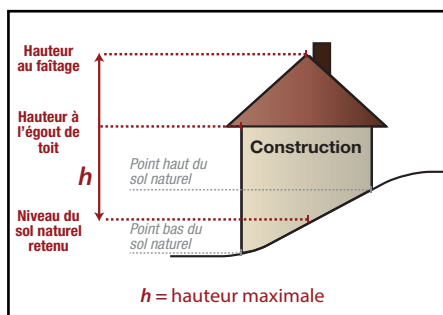 Hauteur
au faîtage
Hauteur à
l'égout de
toit
Construction
Point haut du
sol naturel
h
Niveau du
sol naturel
retenu
Point bas du
sol naturel
h = hauteur maximale